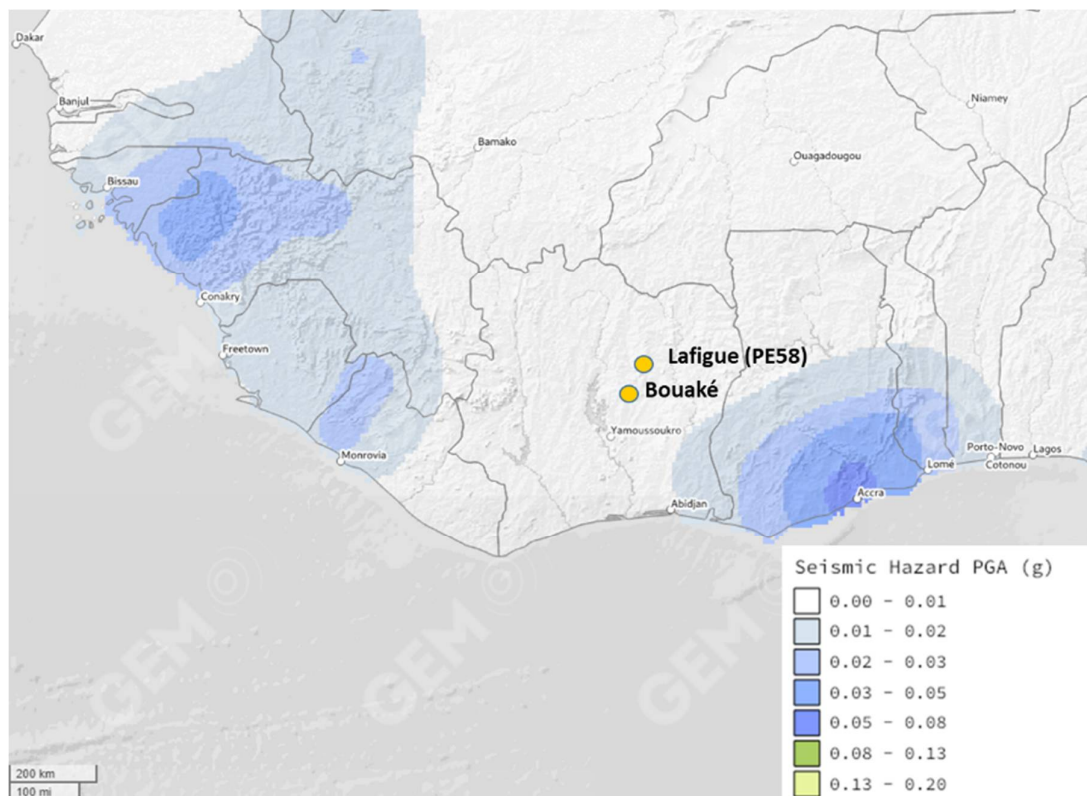 Dakar
Banjul
Niamey
Bamako
Ouagadougou
Bissau
Conakry
Freetown
Lafigue (PE58)
Bouaké
Yamoussoukro
Monrovia
Porto-Novo
Lagos
Lomé
Cotonou
Accra
Abidjan
GEM
GEM
GEM
GEM
GEM
GEM
Seismic Hazard PGA (g)
0.00 - 0.01
0.01 - 0.02
0.02 - 0.03
0.03 - 0.05
0.05 - 0.08
0.08 - 0.13
0.13 - 0.20
200 km
100 mi